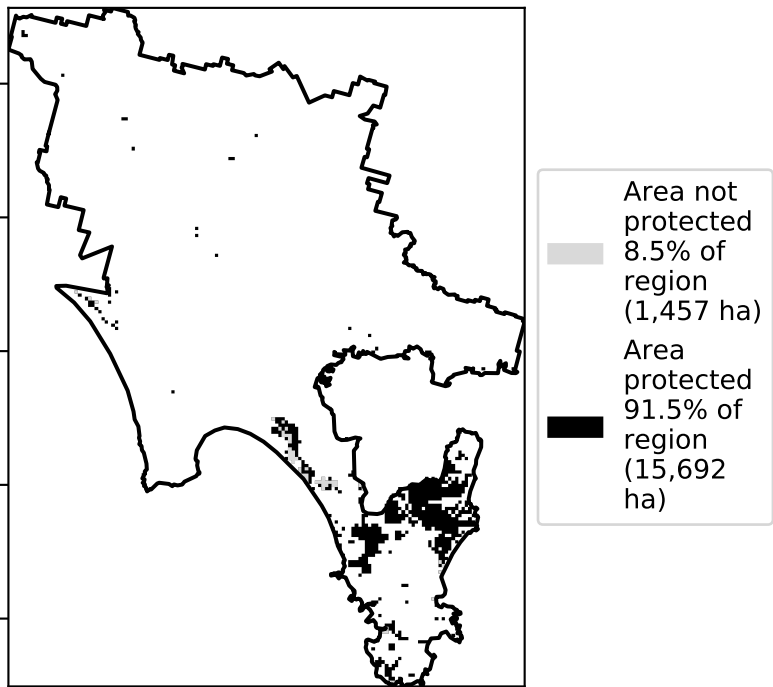 Area not
protected
8.5% of
region
(1,457 ha)
Area
protected
91.5% of
region
(15,692
ha)